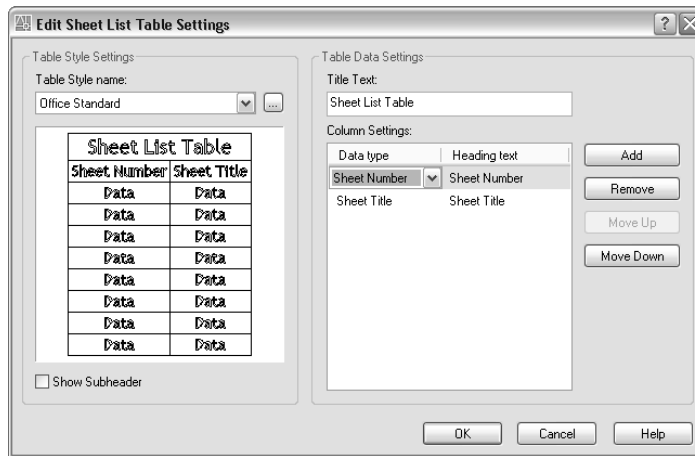 Edit Sheet List Table Settings
Table Style Settings
Table Style name:
Office Standard
...
Sheet List Table
Sheet Number Sheet Title
Data Data
Data Data
Data Data
Data Data
Data Data
Data Data
Data Data
Data Data
Show Subheader
Table Data Settings
Title Text:
Sheet List Table
Column Settings:
Data type Heading text
Sheet Number Sheet Number
Sheet Title Sheet Title
Add
Remove
Move Up
Move Down
OK Cancel Help